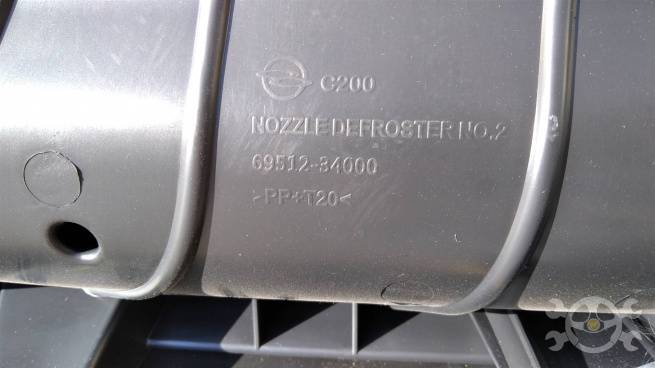 C200
NOZZLE DEFROSTER NO.2
69512-34000
>PP+T20<